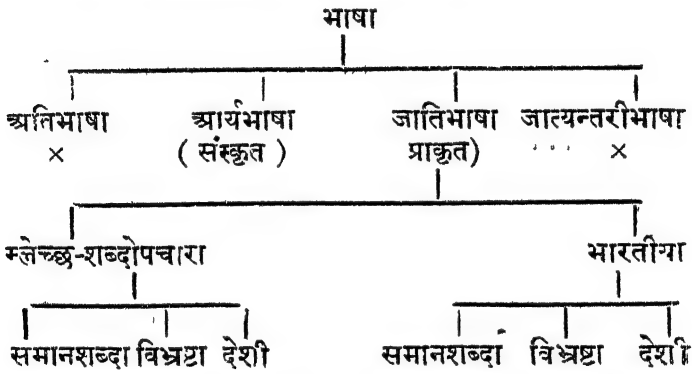 भाषा
अतिभाषा आर्यभाषा जातिभाषा जात्यन्तरीभाषा
× ( संस्कृत ) प्राकृत) ... ×
म्लेच्छ-शब्दोपचारा भारतीया
समानशब्दा विभ्रष्टा देशी समानशब्दा विभ्रष्टा देशी